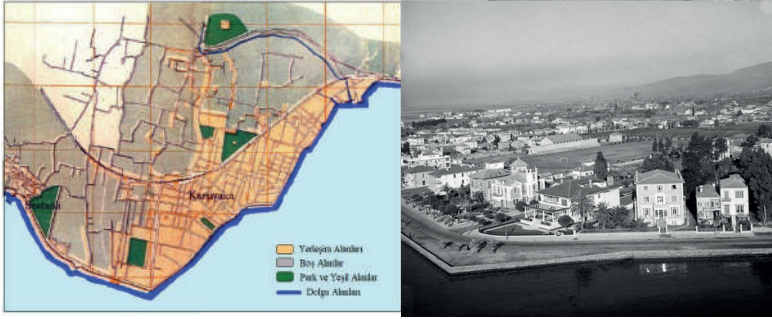 Bostanlı
Karşıyaka
Yerleşim Alanları
Boş Alanlar
Park ve Yeşil Alanlar
Dolgu Alanları